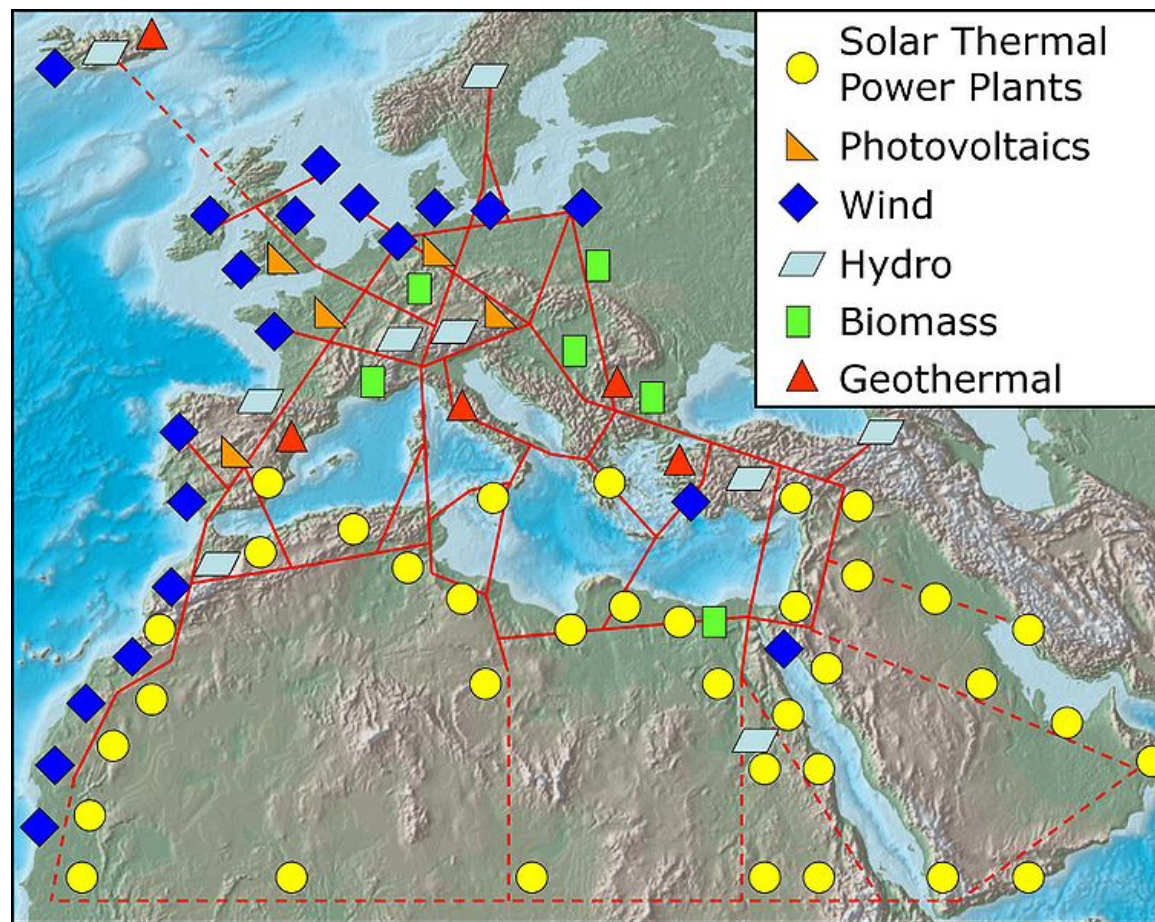 Solar Thermal
Power Plants
Photovoltaics
Wind
Hydro
Biomass
Geothermal